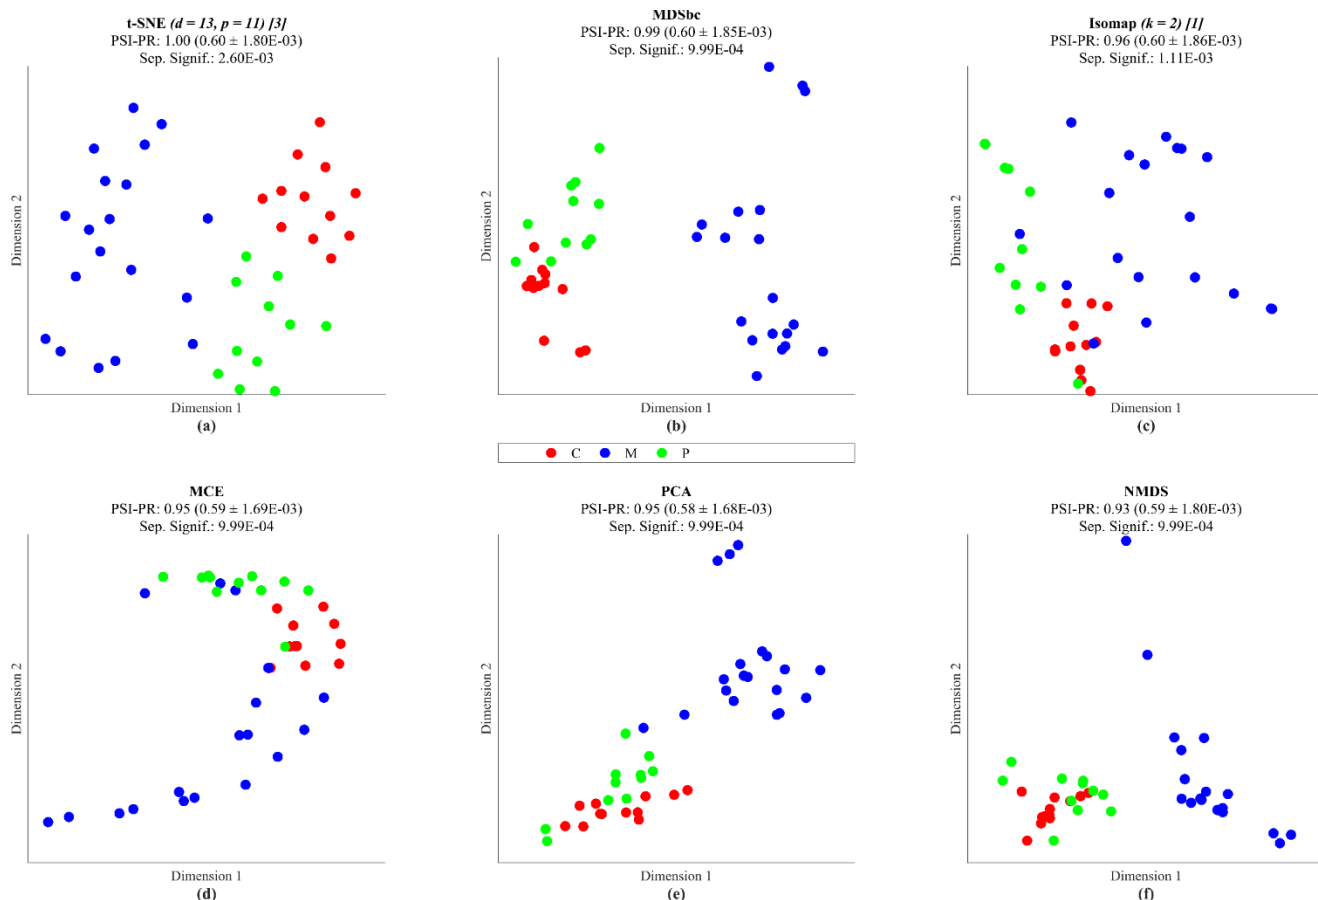 t-SNE (d = 13, p = 11) [3]
PSI-PR: 1.00 (0.60 ± 1.80E-03)
Sep. Signif.: 2.60E-03
Dimension 2
Dimension 1
(a)
MDSbc
PSI-PR: 0.99 (0.60 ± 1.85E-03)
Sep. Signif.: 9.99E-04
Dimension 2
Dimension 1
(b)
Isomap (k = 2) [1]
PSI-PR: 0.96 (0.60 ± 1.86E-03)
Sep. Signif.: 1.11E-03
Dimension 2
Dimension 1
(c)
C M P
MCE
PSI-PR: 0.95 (0.59 ± 1.69E-03)
Sep. Signif.: 9.99E-04
Dimension 2
Dimension 1
(d)
PCA
PSI-PR: 0.95 (0.58 ± 1.68E-03)
Sep. Signif.: 9.99E-04
Dimension 2
Dimension 1
(e)
NMDS
PSI-PR: 0.93 (0.59 ± 1.80E-03)
Sep. Signif.: 9.99E-04
Dimension 2
Dimension 1
(f)